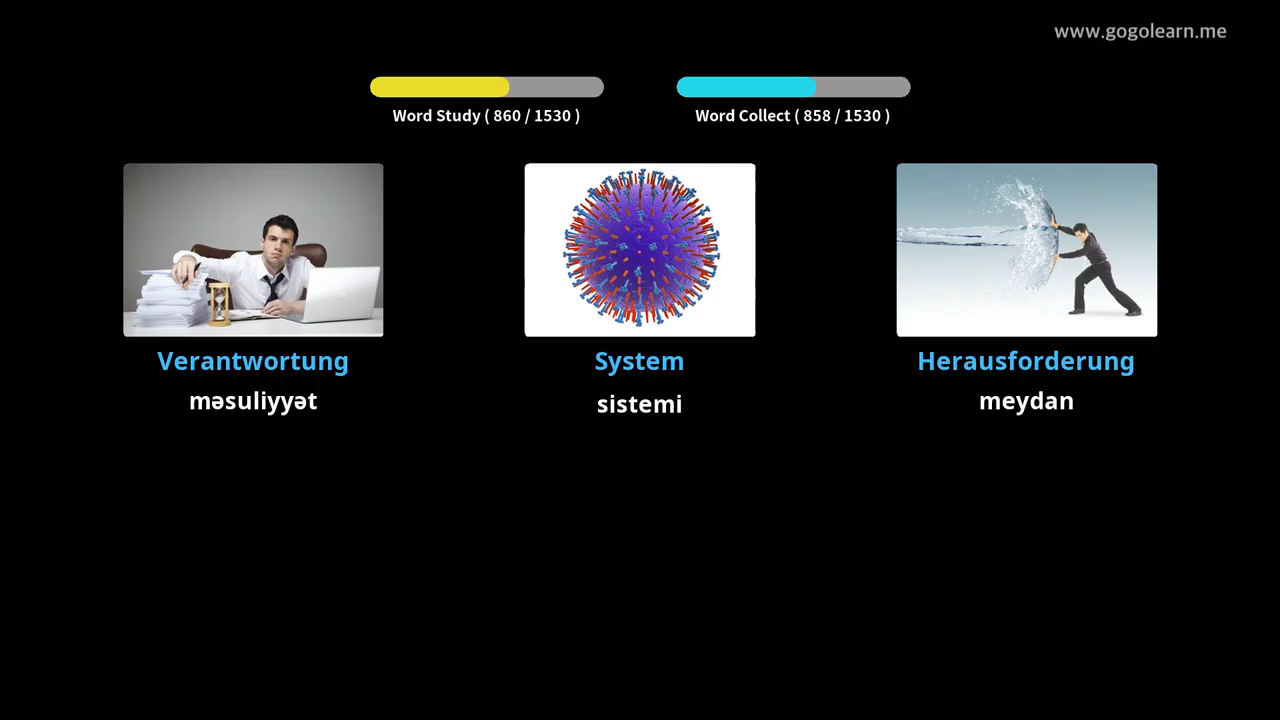 www.gogolearn.me
Word Study ( 860 / 1530 )
Word Collect ( 858 / 1530 )
Verantwortung
məsuliyyət
System
sistemi
Herausforderung
meydan